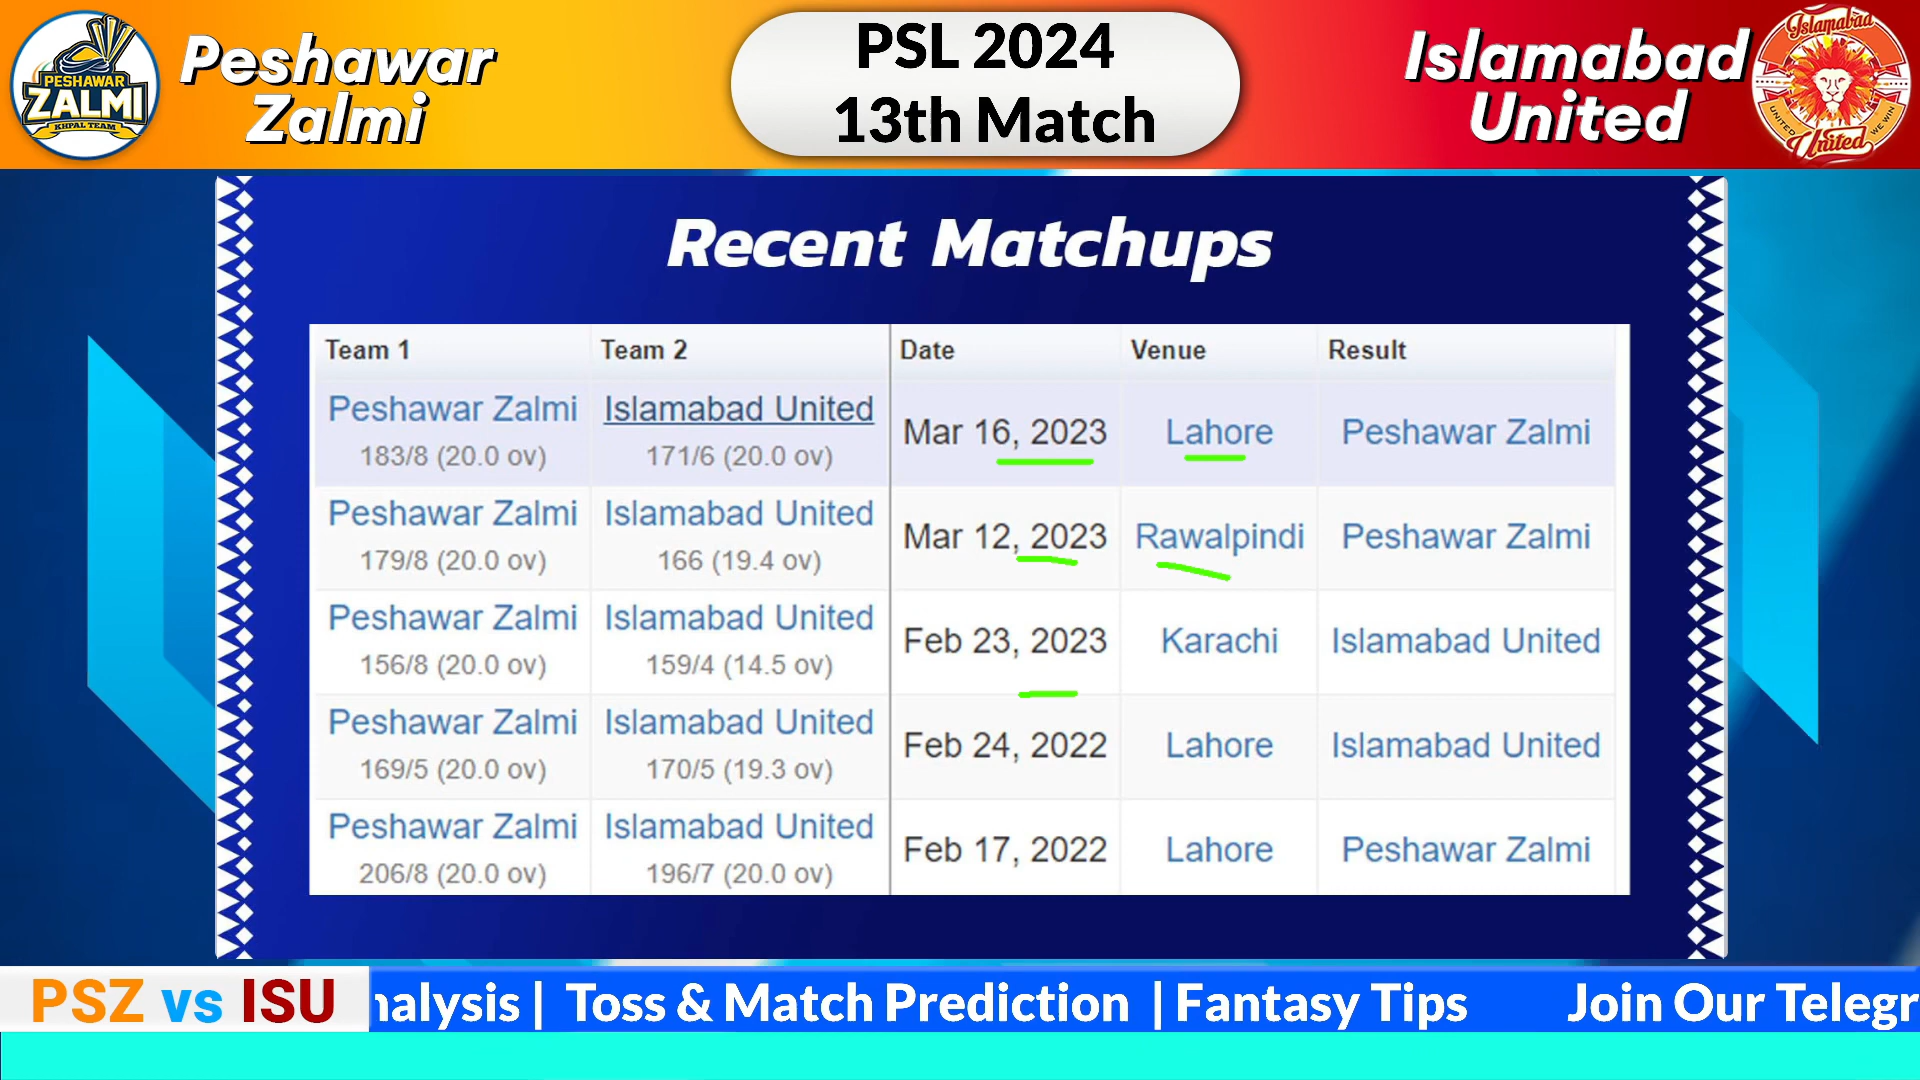 PESHAWAR
ZALMI
KHPAL TEAM
Peshawar
Zalmi
PSL 2024
13th Match
Islamabad
United
Islamabad
UNITED
WE WIN
United
Recent Matchups
Team 1 Team 2 Date Venue Result
Peshawar Zalmi Islamabad United
183/8 (20.0 ov) 171/6 (20.0 ov) Mar 16, 2023 Lahore Peshawar Zalmi
Peshawar Zalmi Islamabad United
179/8 (20.0 ov) 166 (19.4 ov) Mar 12, 2023 Rawalpindi Peshawar Zalmi
Peshawar Zalmi Islamabad United
156/8 (20.0 ov) 159/4 (14.5 ov) Feb 23, 2023 Karachi Islamabad United
Peshawar Zalmi Islamabad United
169/5 (20.0 ov) 170/5 (19.3 ov) Feb 24, 2022 Lahore Islamabad United
Peshawar Zalmi Islamabad United
206/8 (20.0 ov) 196/7 (20.0 ov) Feb 17, 2022 Lahore Peshawar Zalmi
PSZ vs ISU nalysis | Toss & Match Prediction | Fantasy Tips Join Our Telegr